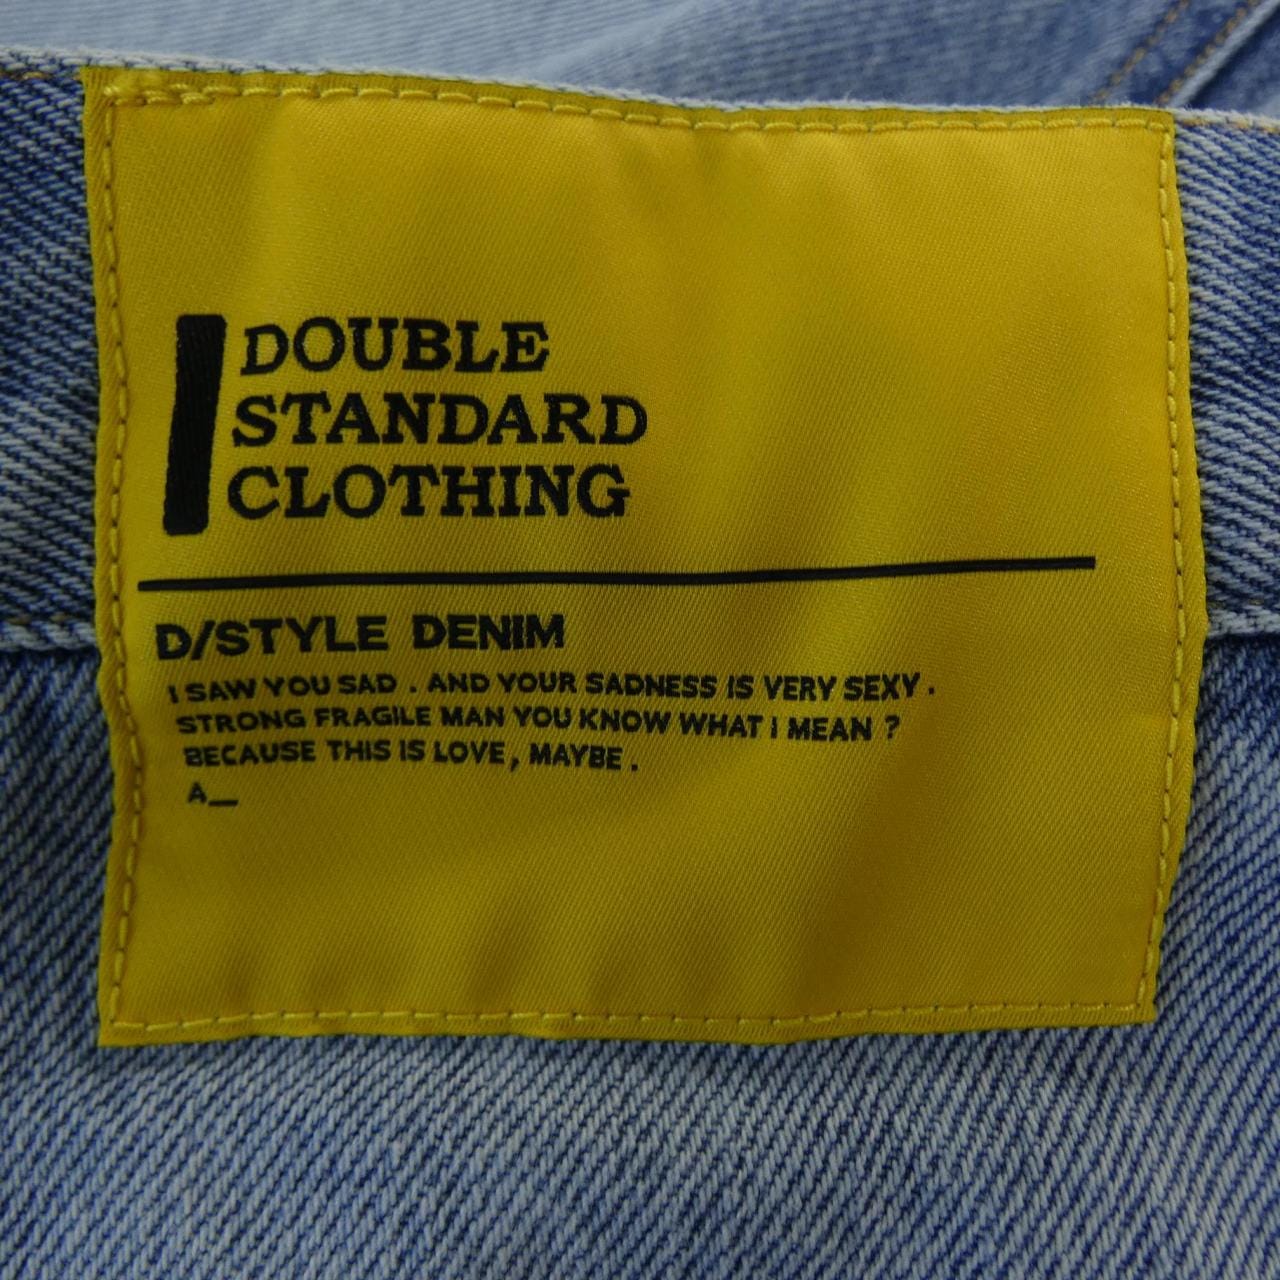 DOUBLE
STANDARD
CLOTHING
D/STYLE DENIM
I SAW YOU SAD . AND YOUR SADNESS IS VERY SEXY .
STRONG FRAGILE MAN YOU KNOW WHAT I MEAN ?
BECAUSE THIS IS LOVE, MAYBE .
A_